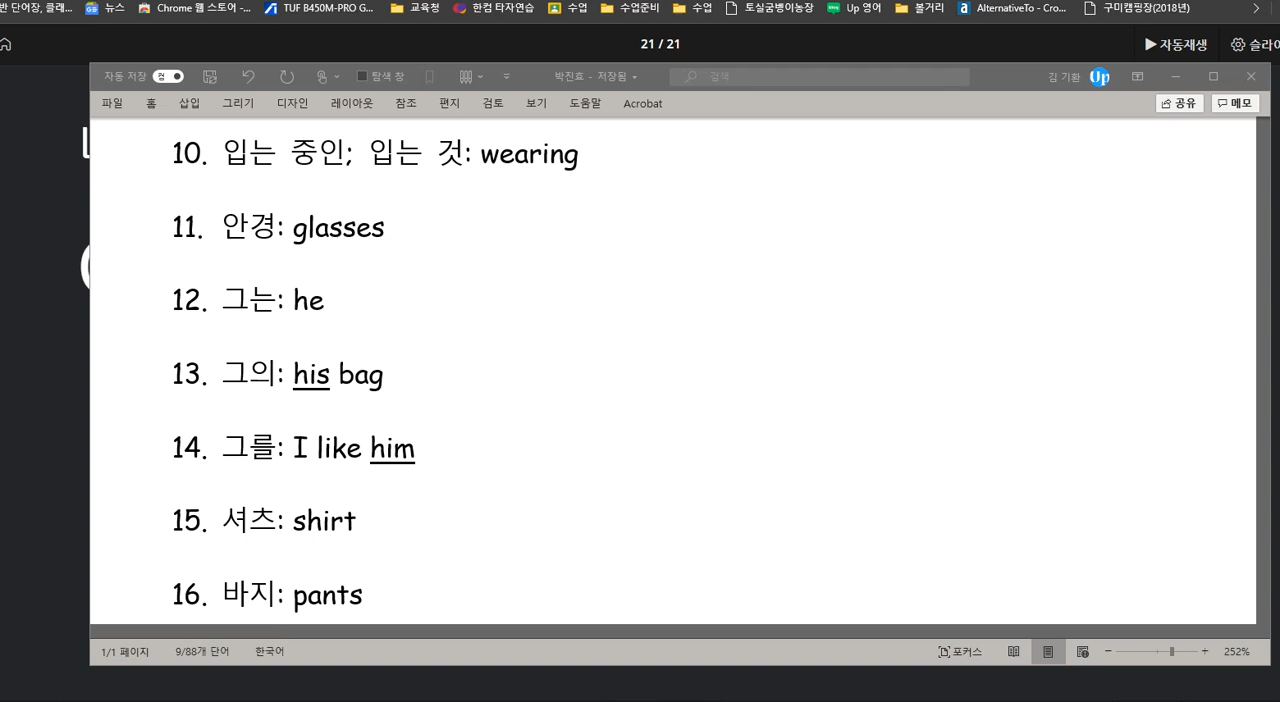 반 단어장, 클래... 뉴스 Chrome 웹 스토어 -... TUF B450M-PRO G... 교육청 한컴 타자연습 수업 수업준비 수업 토실굼벵이농장 Up 영어 볼거리 AlternativeTo - Cro... 구미캠핑장(2018년)
21 / 21 자동재생 슬라이
자동 저장 탐색 창 박진효 - 저장됨 검색 김 기환 Up
파일 홈 삽입 그리기 디자인 레이아웃 참조 편지 검토 보기 도움말 Acrobat 공유 메모
10. 입는 중인; 입는 것: wearing
11. 안경: glasses
12. 그는: he
13. 그의: his bag
14. 그를: I like him
15. 셔츠: shirt
16. 바지: pants
1/1 페이지 9/88개 단어 한국어 포커스 252%